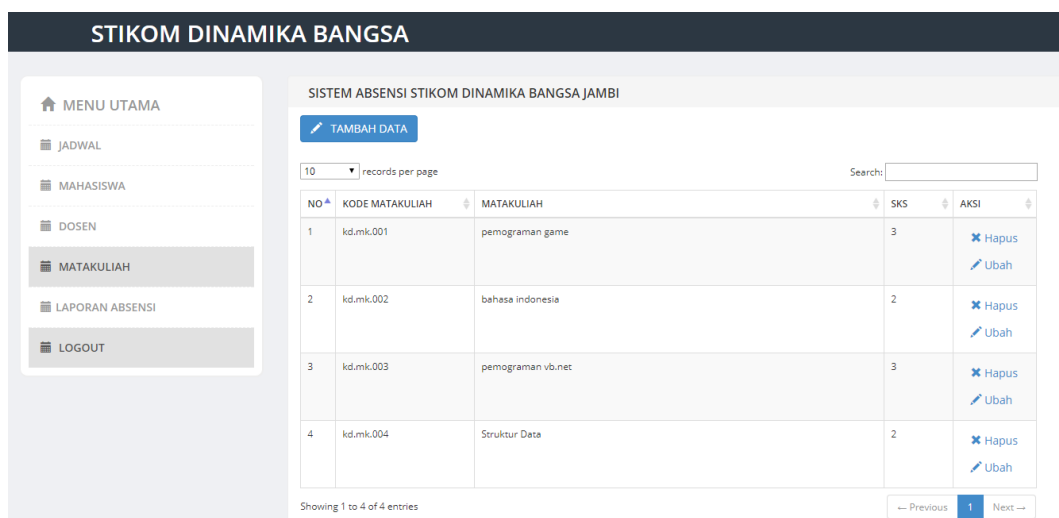 STIKOM DINAMIKA BANGSA
MENU UTAMA
JADWAL
MAHASISWA
DOSEN
MATAKULIAH
LAPORAN ABSENSI
LOGOUT
SISTEM ABSENSI STIKOM DINAMIKA BANGSA JAMBI
TAMBAH DATA
10 records per page Search:
NO KODE MATAKULIAH MATAKULIAH SKS AKSI
1 kd.mk.001 pemograman game 3 Hapus
Ubah
2 kd.mk.002 bahasa indonesia 2 Hapus
Ubah
3 kd.mk.003 pemograman vb.net 3 Hapus
Ubah
4 kd.mk.004 Struktur Data 2 Hapus
Ubah
Showing 1 to 4 of 4 entries ← Previous 1 Next →